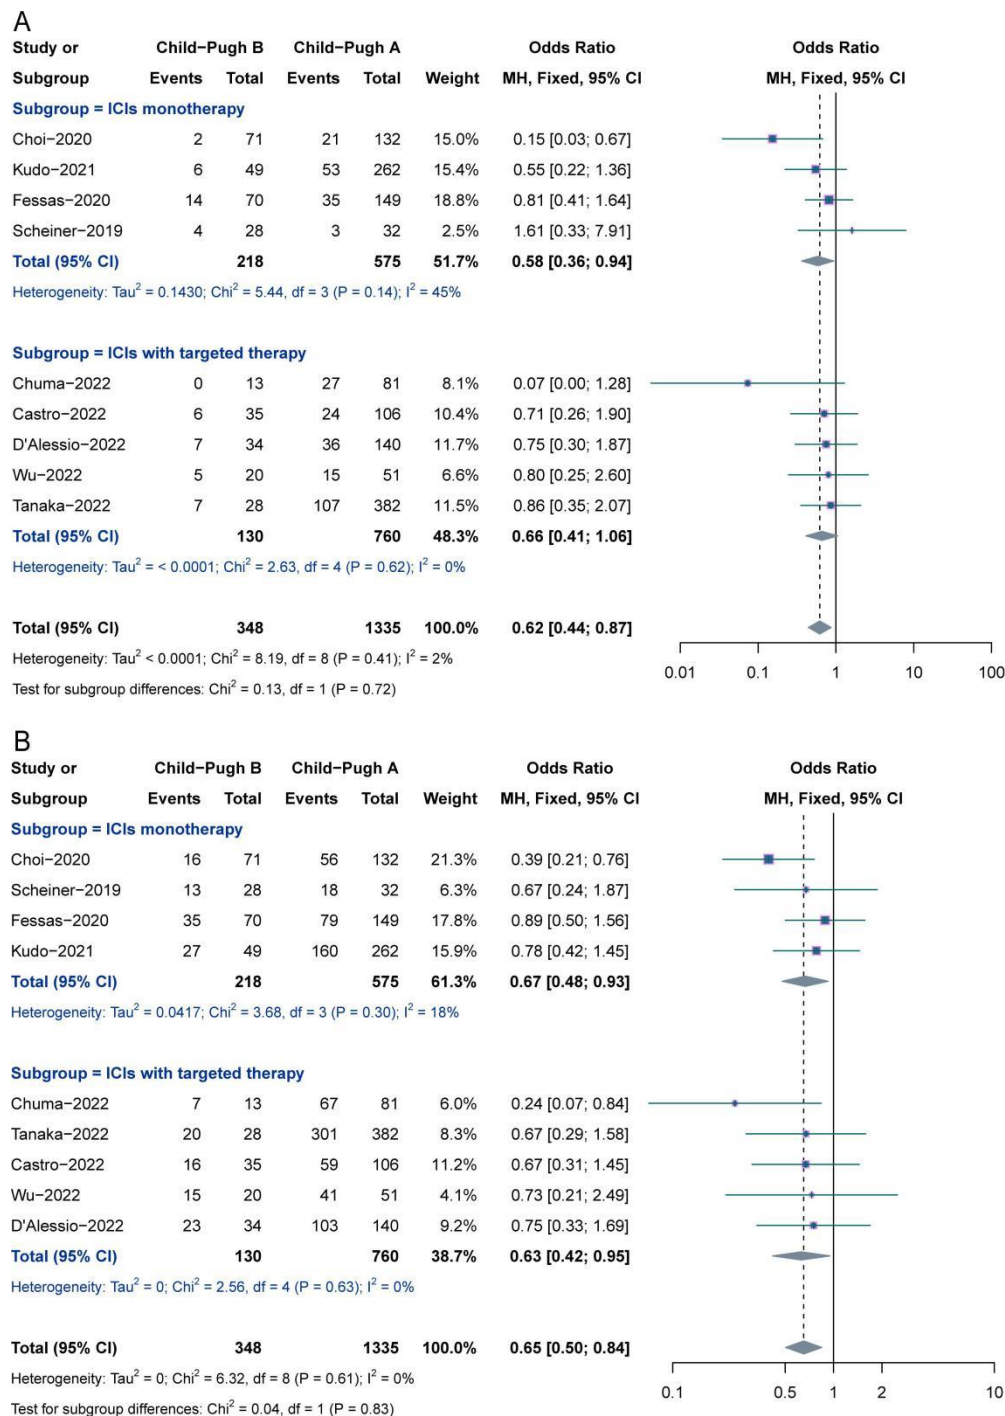 A
Study or Child−Pugh B Child−Pugh A Odds Ratio Odds Ratio
Subgroup Events Total Events Total Weight MH, Fixed, 95% CI MH, Fixed, 95% CI
Subgroup = ICIs monotherapy
Choi−2020 2 71 21 132 15.0% 0.15 [0.03; 0.67]
Kudo−2021 6 49 53 262 15.4% 0.55 [0.22; 1.36]
Fessas−2020 14 70 35 149 18.8% 0.81 [0.41; 1.64]
Scheiner−2019 4 28 3 32 2.5% 1.61 [0.33; 7.91]
Total (95% CI) 218 575 51.7% 0.58 [0.36; 0.94]
Heterogeneity: Tau² = 0.1430; Chi² = 5.44, df = 3 (P = 0.14); I² = 45%
Subgroup = ICIs with targeted therapy
Chuma−2022 0 13 27 81 8.1% 0.07 [0.00; 1.28]
Castro−2022 6 35 24 106 10.4% 0.71 [0.26; 1.90]
D'Alessio−2022 7 34 36 140 11.7% 0.75 [0.30; 1.87]
Wu−2022 5 20 15 51 6.6% 0.80 [0.25; 2.60]
Tanaka−2022 7 28 107 382 11.5% 0.86 [0.35; 2.07]
Total (95% CI) 130 760 48.3% 0.66 [0.41; 1.06]
Heterogeneity: Tau² = < 0.0001; Chi² = 2.63, df = 4 (P = 0.62); I² = 0%
Total (95% CI) 348 1335 100.0% 0.62 [0.44; 0.87]
Heterogeneity: Tau² < 0.0001; Chi² = 8.19, df = 8 (P = 0.41); I² = 2%
0.01 0.1 1 10 100
Test for subgroup differences: Chi² = 0.13, df = 1 (P = 0.72)
B
Study or Child−Pugh B Child−Pugh A Odds Ratio Odds Ratio
Subgroup Events Total Events Total Weight MH, Fixed, 95% CI MH, Fixed, 95% CI
Subgroup = ICIs monotherapy
Choi−2020 16 71 56 132 21.3% 0.39 [0.21; 0.76]
Scheiner−2019 13 28 18 32 6.3% 0.67 [0.24; 1.87]
Fessas−2020 35 70 79 149 17.8% 0.89 [0.50; 1.56]
Kudo−2021 27 49 160 262 15.9% 0.78 [0.42; 1.45]
Total (95% CI) 218 575 61.3% 0.67 [0.48; 0.93]
Heterogeneity: Tau² = 0.0417; Chi² = 3.68, df = 3 (P = 0.30); I² = 18%
Subgroup = ICIs with targeted therapy
Chuma−2022 7 13 67 81 6.0% 0.24 [0.07; 0.84]
Tanaka−2022 20 28 301 382 8.3% 0.67 [0.29; 1.58]
Castro−2022 16 35 59 106 11.2% 0.67 [0.31; 1.45]
Wu−2022 15 20 41 51 4.1% 0.73 [0.21; 2.49]
D'Alessio−2022 23 34 103 140 9.2% 0.75 [0.33; 1.69]
Total (95% CI) 130 760 38.7% 0.63 [0.42; 0.95]
Heterogeneity: Tau² = 0; Chi² = 2.56, df = 4 (P = 0.63); I² = 0%
Total (95% CI) 348 1335 100.0% 0.65 [0.50; 0.84]
Heterogeneity: Tau² = 0; Chi² = 6.32, df = 8 (P = 0.61); I² = 0%
0.1 0.5 1 2 10
Test for subgroup differences: Chi² = 0.04, df = 1 (P = 0.83)